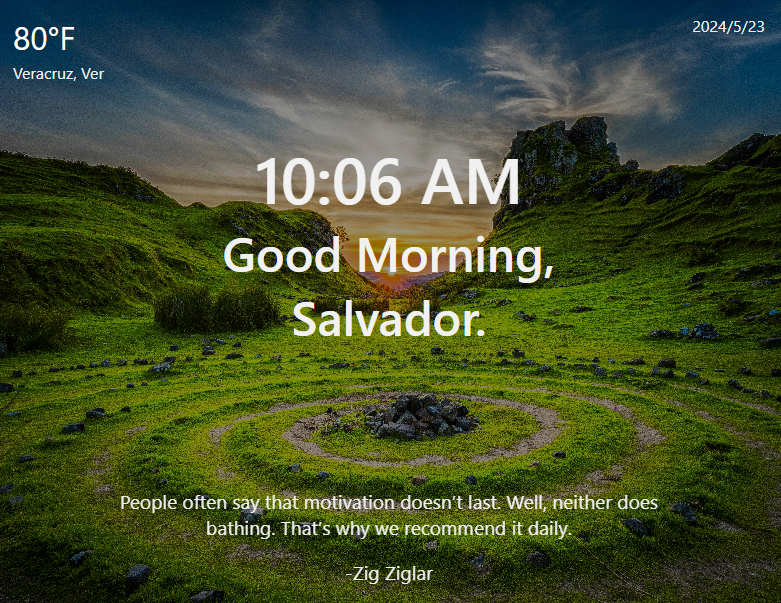 80°F
2024/5/23
Veracruz, Ver
10:06 AM
Good Morning,
Salvador.
People often say that motivation doesn't last. Well, neither does
bathing. That's why we recommend it daily.
-Zig Ziglar